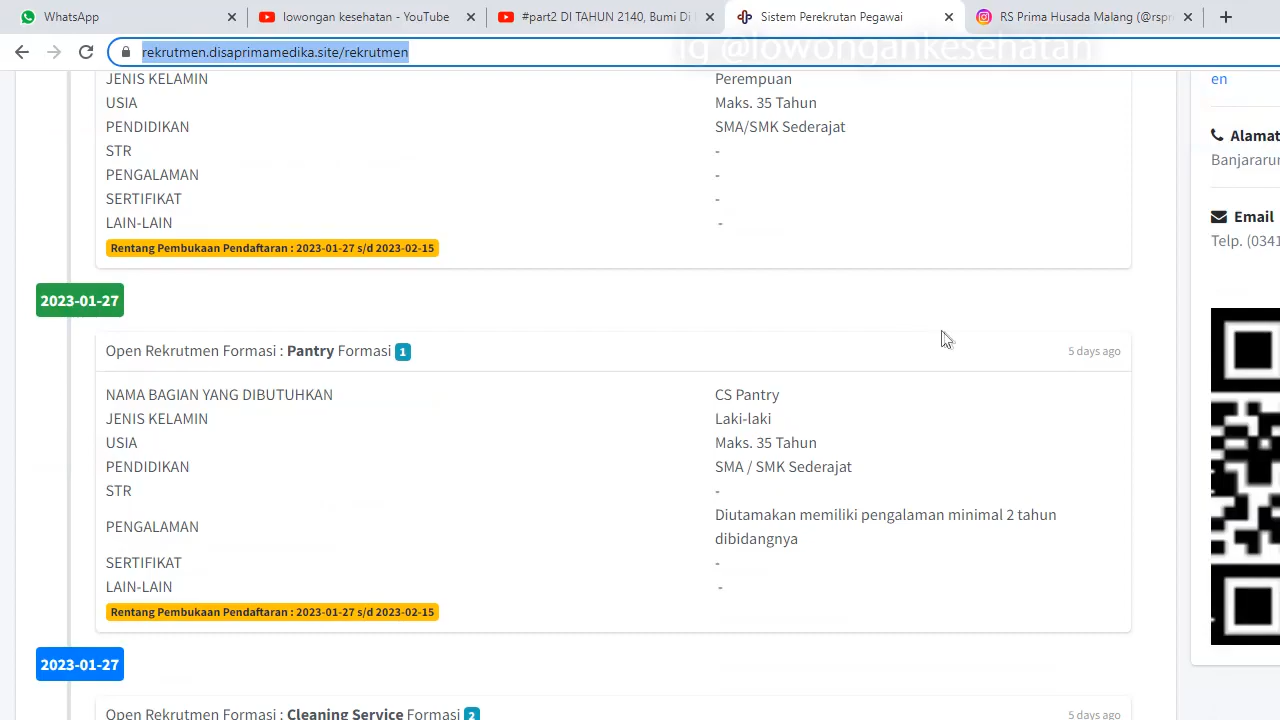 WhatsApp
lowongan kesehatan - YouTube
#part2 DI TAHUN 2140, Bumi Di
Sistem Perekrutan Pegawai
RS Prima Husada Malang (@rspr
rekrutmen.disaprimamedika.site/rekrutmen
ig @lowongankesehatan
JENIS KELAMIN Perempuan
USIA Maks. 35 Tahun
PENDIDIKAN SMA/SMK Sederajat
STR -
PENGALAMAN -
SERTIFIKAT -
LAIN-LAIN -
Rentang Pembukaan Pendaftaran : 2023-01-27 s/d 2023-02-15
2023-01-27
Open Rekrutmen Formasi : Pantry Formasi 1 5 days ago
NAMA BAGIAN YANG DIBUTUHKAN CS Pantry
JENIS KELAMIN Laki-laki
USIA Maks. 35 Tahun
PENDIDIKAN SMA / SMK Sederajat
STR -
PENGALAMAN Diutamakan memiliki pengalaman minimal 2 tahun
dibidangnya
SERTIFIKAT -
LAIN-LAIN -
Rentang Pembukaan Pendaftaran : 2023-01-27 s/d 2023-02-15
2023-01-27
Open Rekrutmen Formasi : Cleaning Service Formasi 2 5 days ago
en
Alamat
Banjararu
Email
Telp. (0341